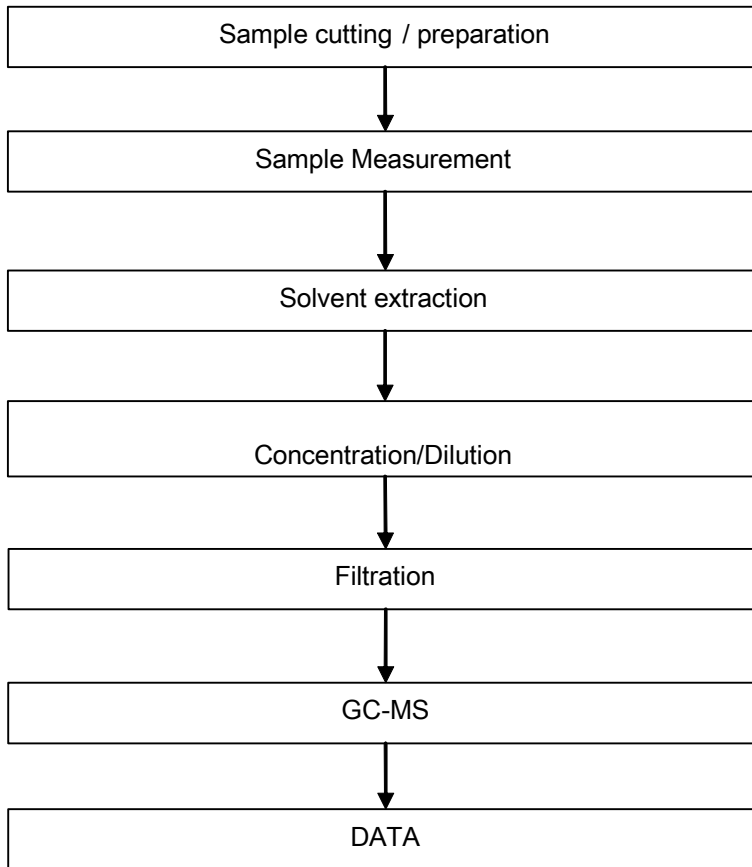 Sample cutting / preparation
Sample Measurement
Solvent extraction
Concentration/Dilution
Filtration
GC-MS
DATA